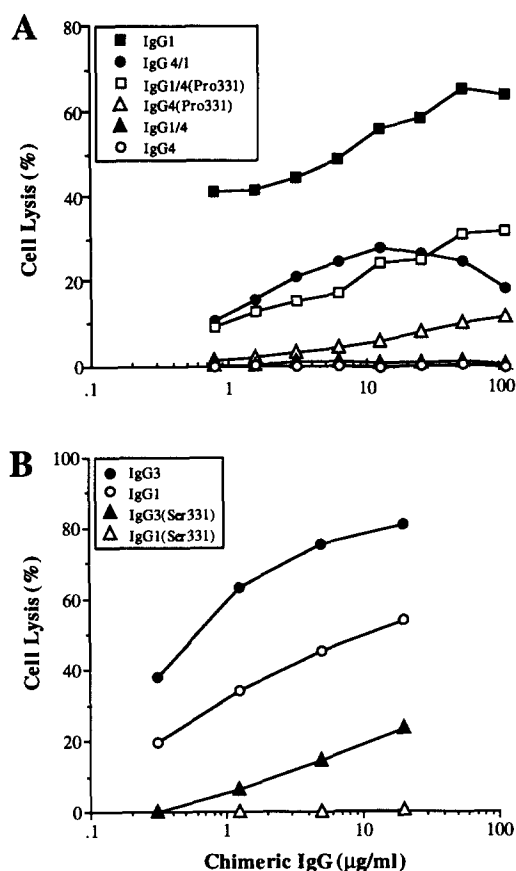 A
80
60
40
20
0
Cell Lysis (%)
IgG1
IgG 4/1
IgG1/4(Pro331)
IgG4(Pro331)
IgG1/4
IgG4
.1
1
10
100
B
100
80
60
40
20
0
Cell Lysis (%)
IgG3
IgG1
IgG3(Ser331)
IgG1(Ser331)
.1
1
10
100
Chimeric IgG (µg/ml)